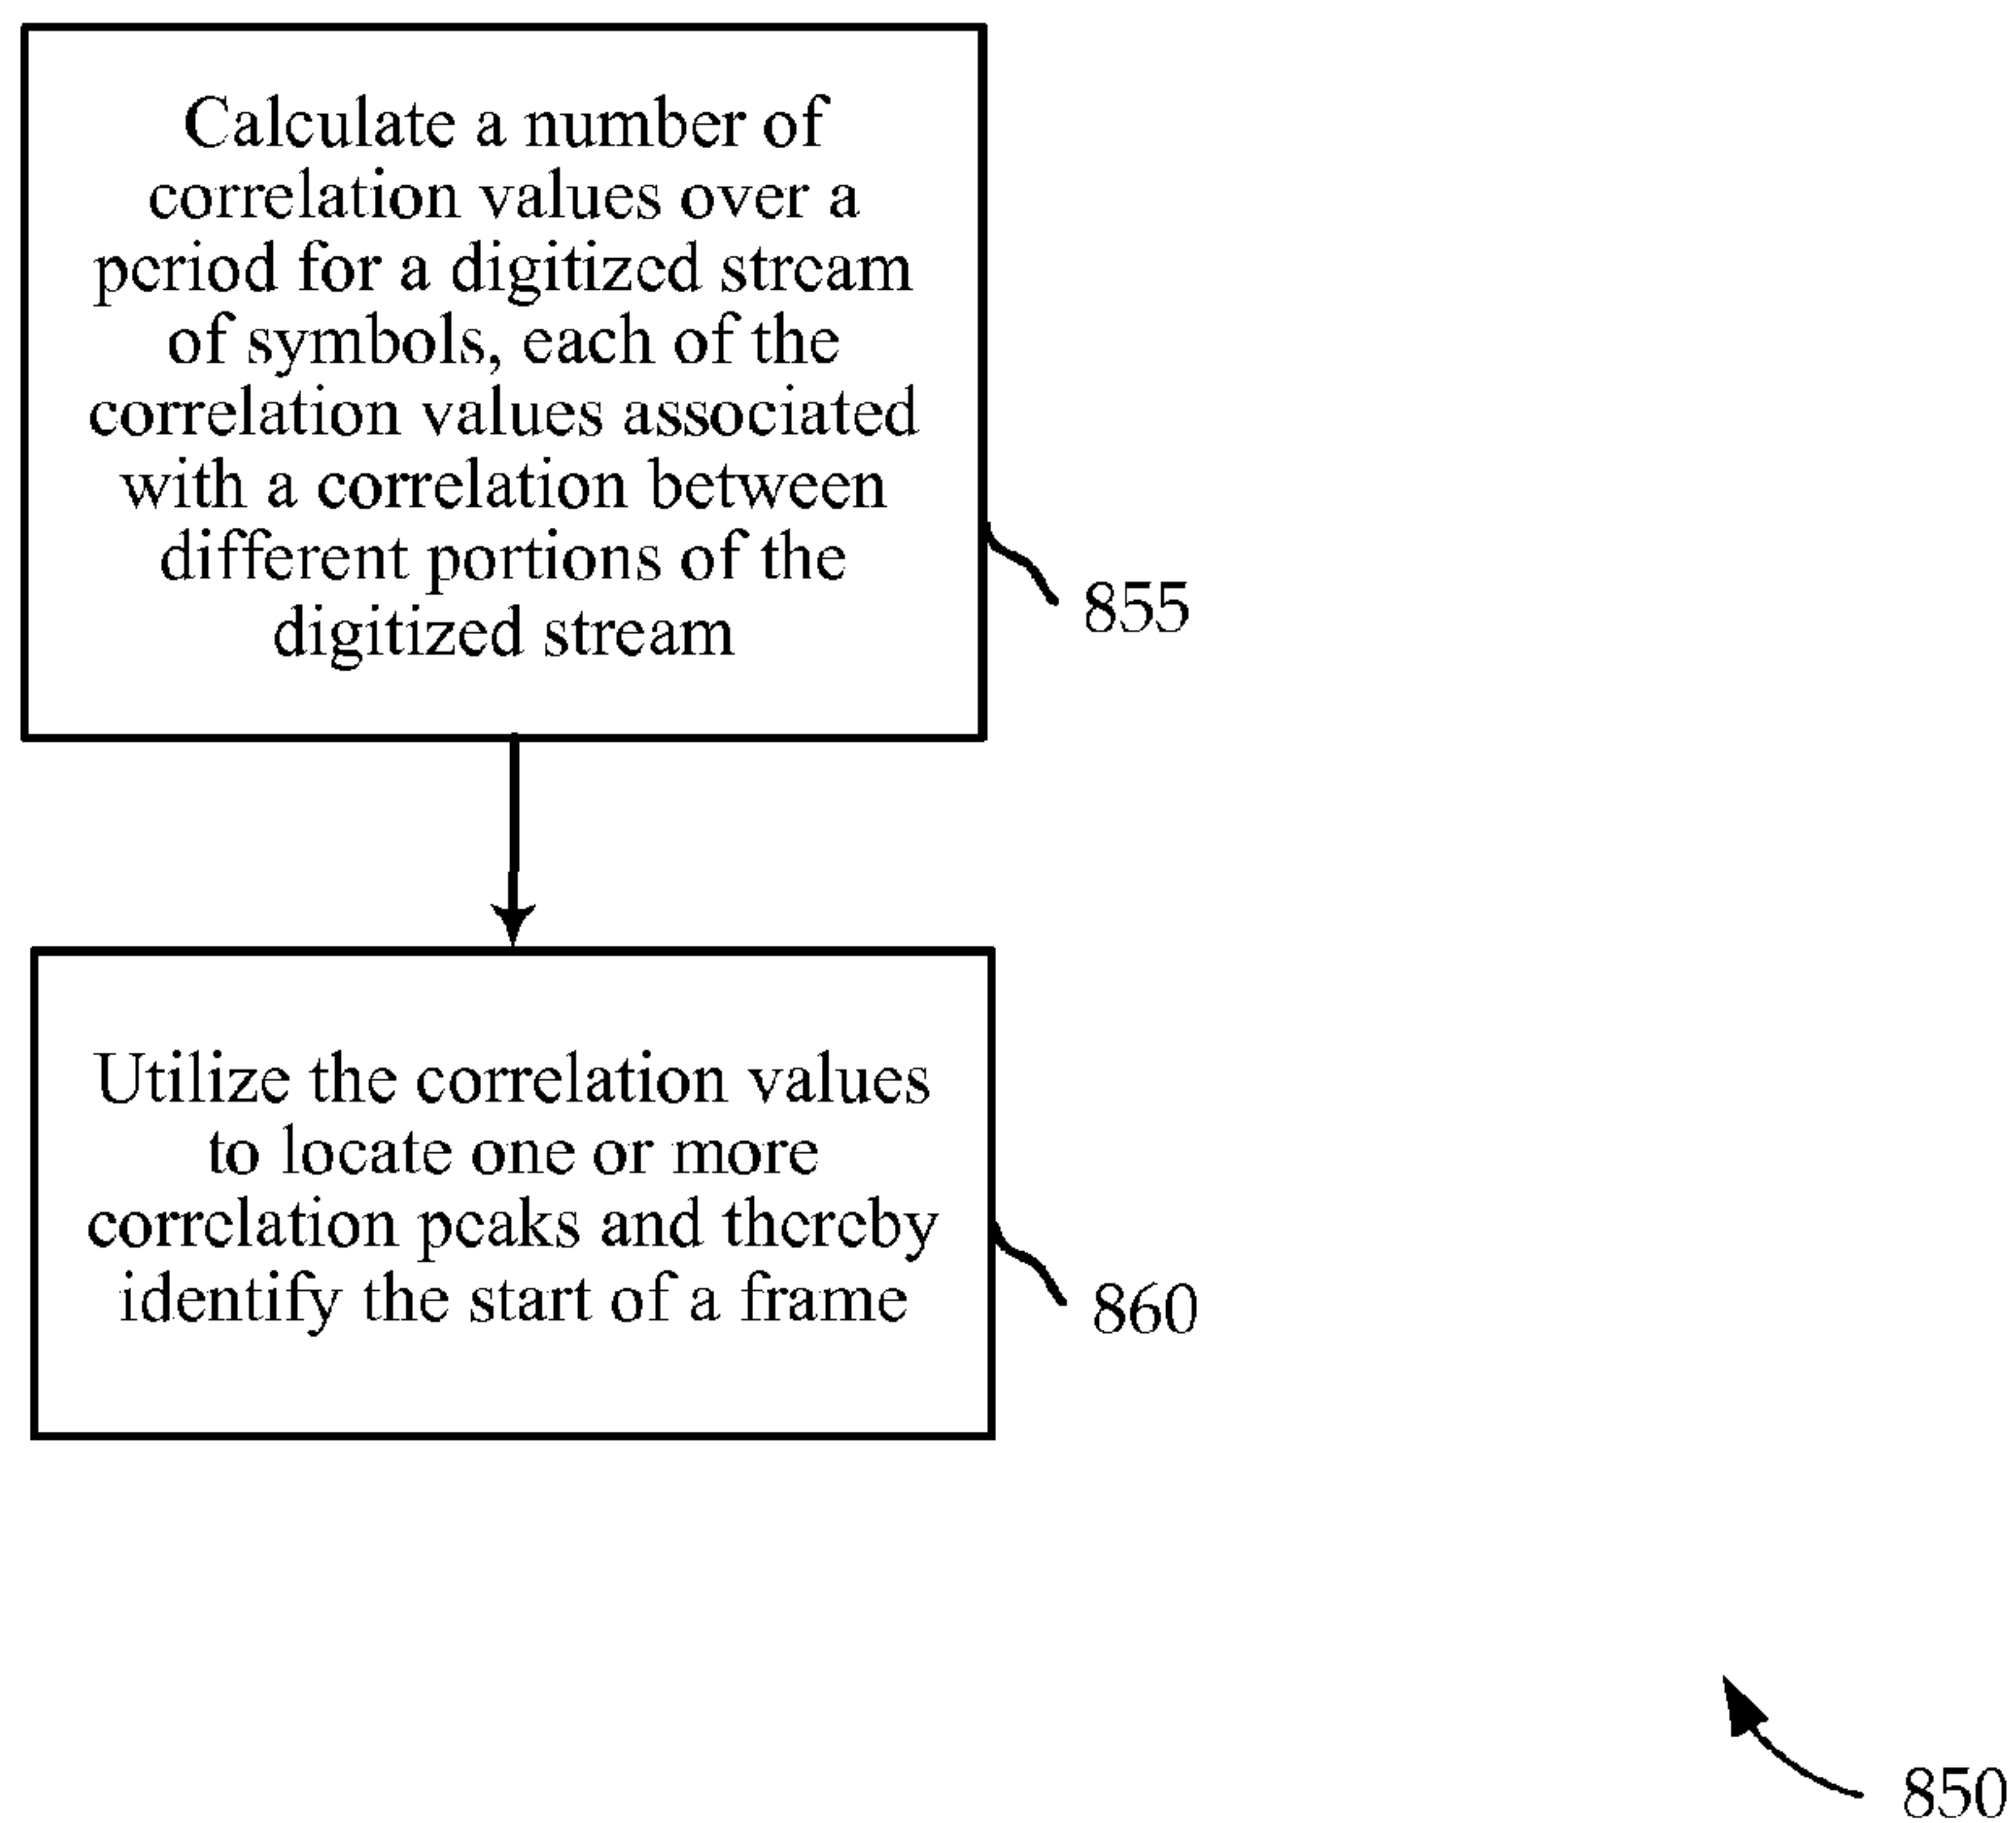 Calculate a number of
correlation values over a
period for a digitized stream
of symbols, each of the
correlation values associated
with a correlation between
different portions of the
digitized stream
855
Utilize the correlation values
to locate one or more
correlation peaks and thereby
identify the start of a frame
860
850